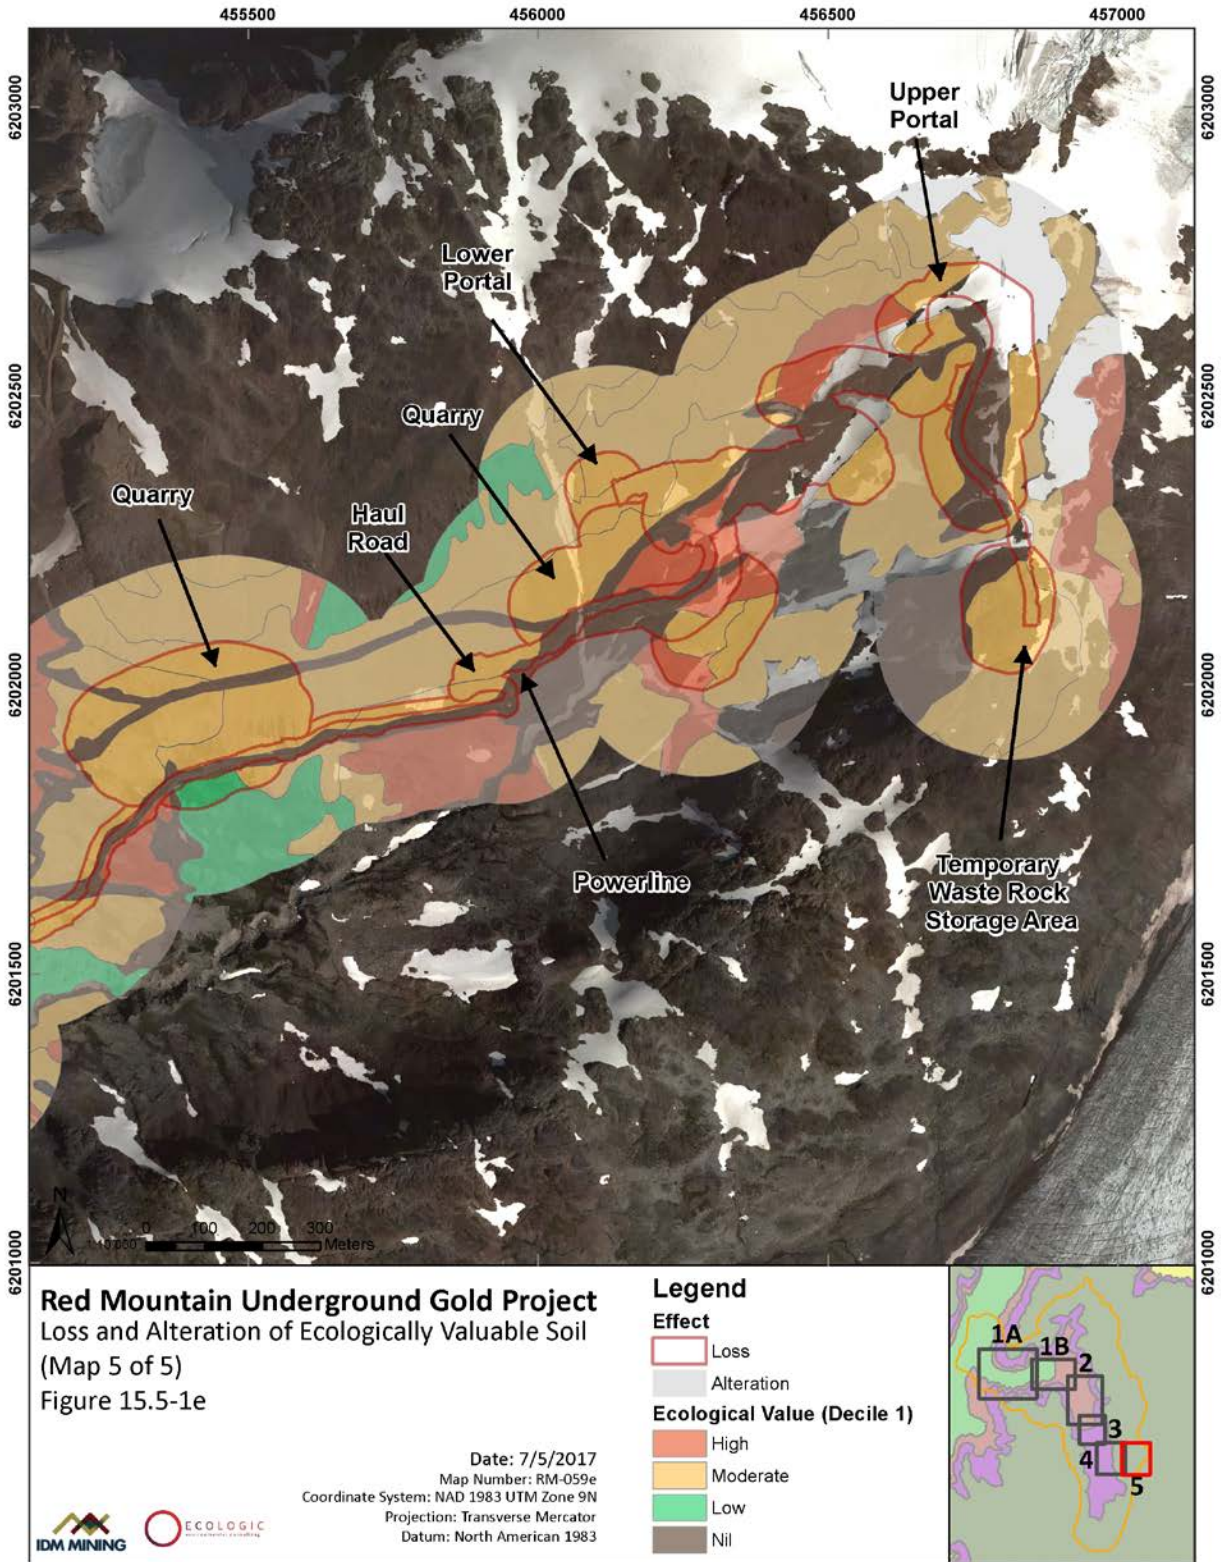 455500
456000
456500
457000
6203000
6203000
Upper
Portal
Lower
Portal
6202500
6202500
Quarry
Quarry
Haul
Road
6202000
6202000
Powerline
Temporary
Waste Rock
Storage Area
6201500
6201500
N
0 100 200 300
Meters
6201000
6201000
Red Mountain Underground Gold Project
Loss and Alteration of Ecologically Valuable Soil
(Map 5 of 5)
Figure 15.5-1e
Date: 7/5/2017
Map Number: RM-059e
Coordinate System: NAD 1983 UTM Zone 9N
Projection: Transverse Mercator
Datum: North American 1983
IDM MINING
ECOLOGIC
Legend
Effect
Loss
Alteration
Ecological Value (Decile 1)
High
Moderate
Low
Nil
1A
1B
2
3
4
5